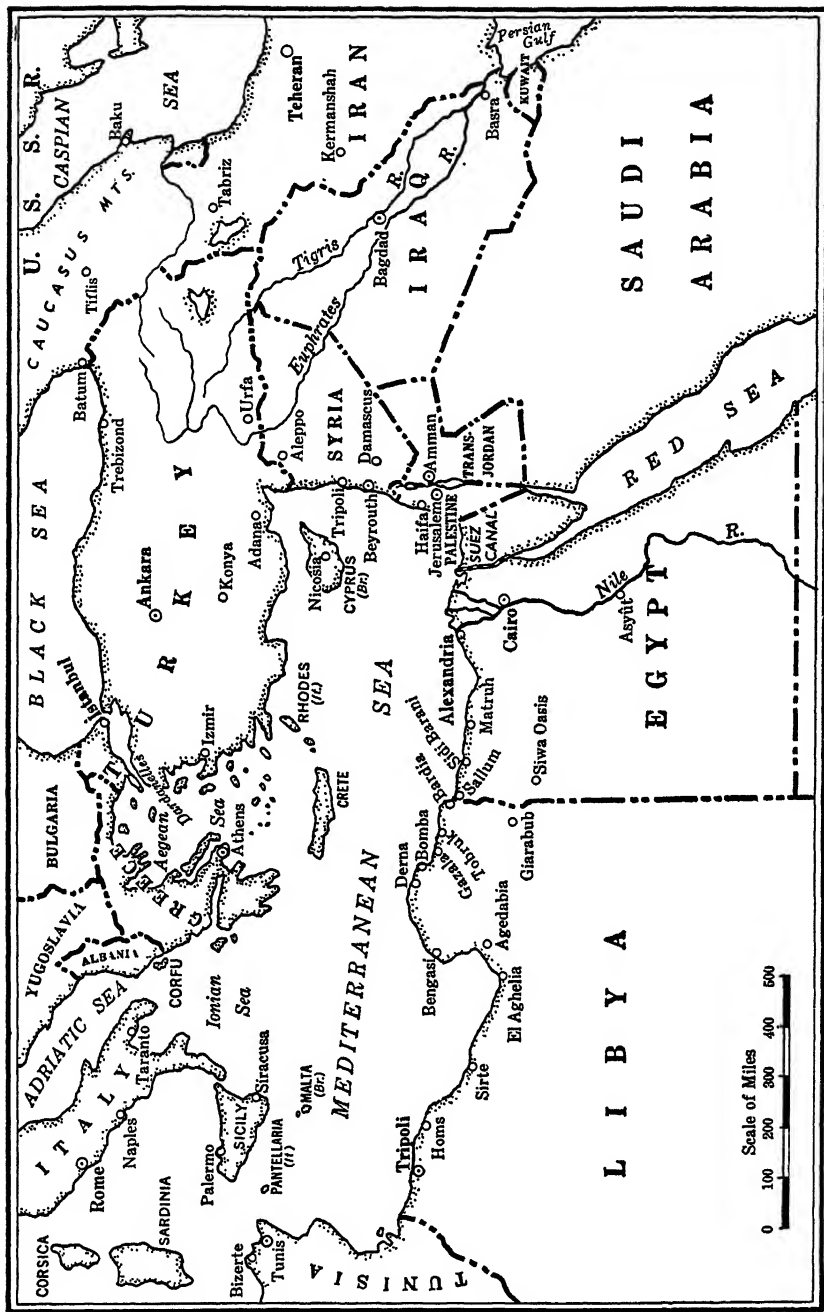 CORSICA
SARDINIA
ITALY
Rome
Naples
Taranto
ADRIATIC SEA
YUGOSLAVIA
ALBANIA
CORFU
BULGARIA
GREECE
Ionian
Sea
Aegean
Sea
Dardanelles
Athens
Istanbul
BLACK SEA
TURKEY
Ankara
Konya
Izmir
Adana
Urfa
Trebizond
Batum
Tiflis
CAUCASUS MTS.
U. S. S. R.
CASPIAN
SEA
Baku
Tabriz
Teheran
Kermanshah
IRAN
Palermo
SICILY
Siracusa
PANTELLARIA
(It.)
MALTA
(Br.)
Bizerte
Tunis
TUNISIA
MEDITERRANEAN
SEA
CRETE
RHODES
(It.)
Nicosia
CYPRUS
(Br.)
Tripoli
Beyrouth
Aleppo
SYRIA
Damascus
Euphrates
R.
Tigris
R.
IRAQ
Bagdad
Basra
Persian
Gulf
KUWAIT
Haifa
Jerusalem
PALESTINE
Amman
TRANS-
JORDAN
SUEZ
CANAL
SAUDI
ARABIA
RED SEA
Tripoli
Homs
Sirte
El Agheila
Agedabia
Bengasi
Derna
Bomba
Gazala
Tobruk
Bardia
Sallum
Sidi Barani
Matruh
Alexandria
Cairo
Giarabub
Siwa Oasis
Nile
R.
Asyût
EGYPT
LIBYA
Scale of Miles
0 100 200 300 400 500